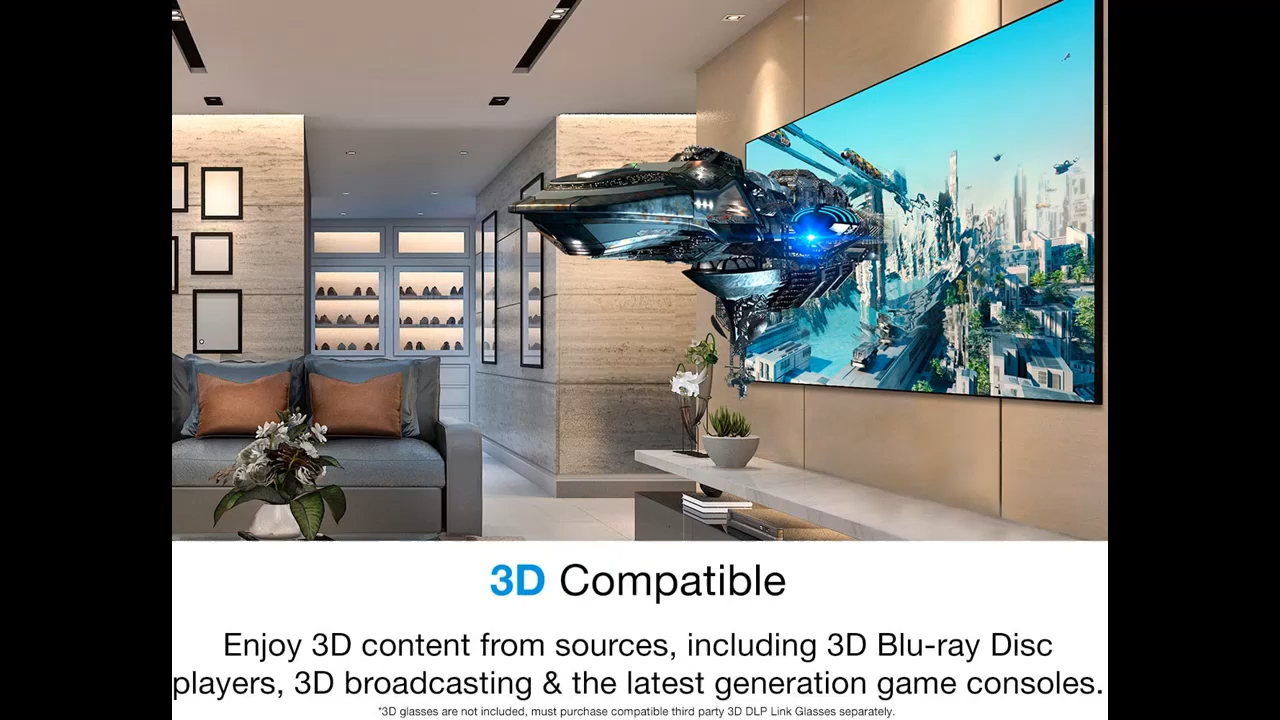 3D Compatible
Enjoy 3D content from sources, including 3D Blu-ray Disc
players, 3D broadcasting & the latest generation game consoles.
*3D glasses are not included, must purchase compatible third party 3D DLP Link Glasses separately.